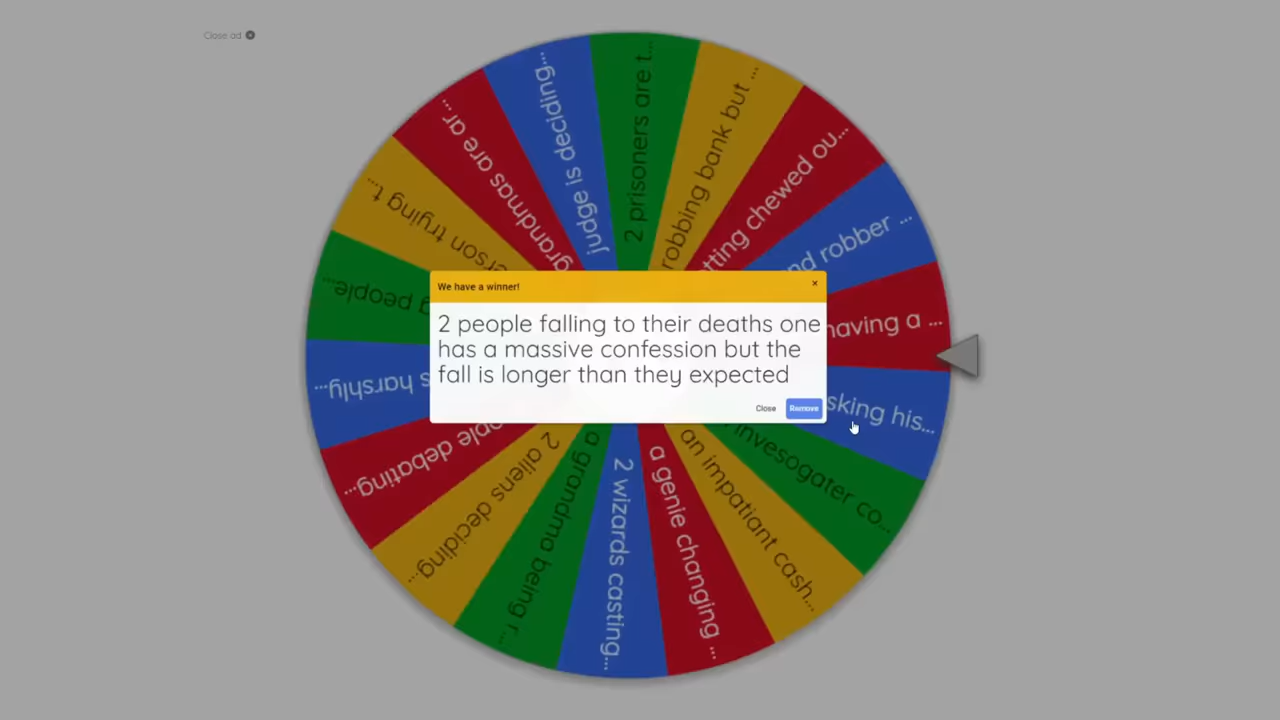 Close ad
We have a winner!
2 people falling to their deaths one
has a massive confession but the
fall is longer than they expected
Close
Remove
2 prisoners are t...
robbing bank but ...
tting chewed ou...
nd robber ...
having a ...
sking his...
invesogater co...
an impatiant cash...
a genie changing ...
2 wizards casting...
a grandma being r...
2 aliens deciding...
ople debating...
s harshly...
g people...
erson trying t...
grandmas are ar...
judge is deciding...